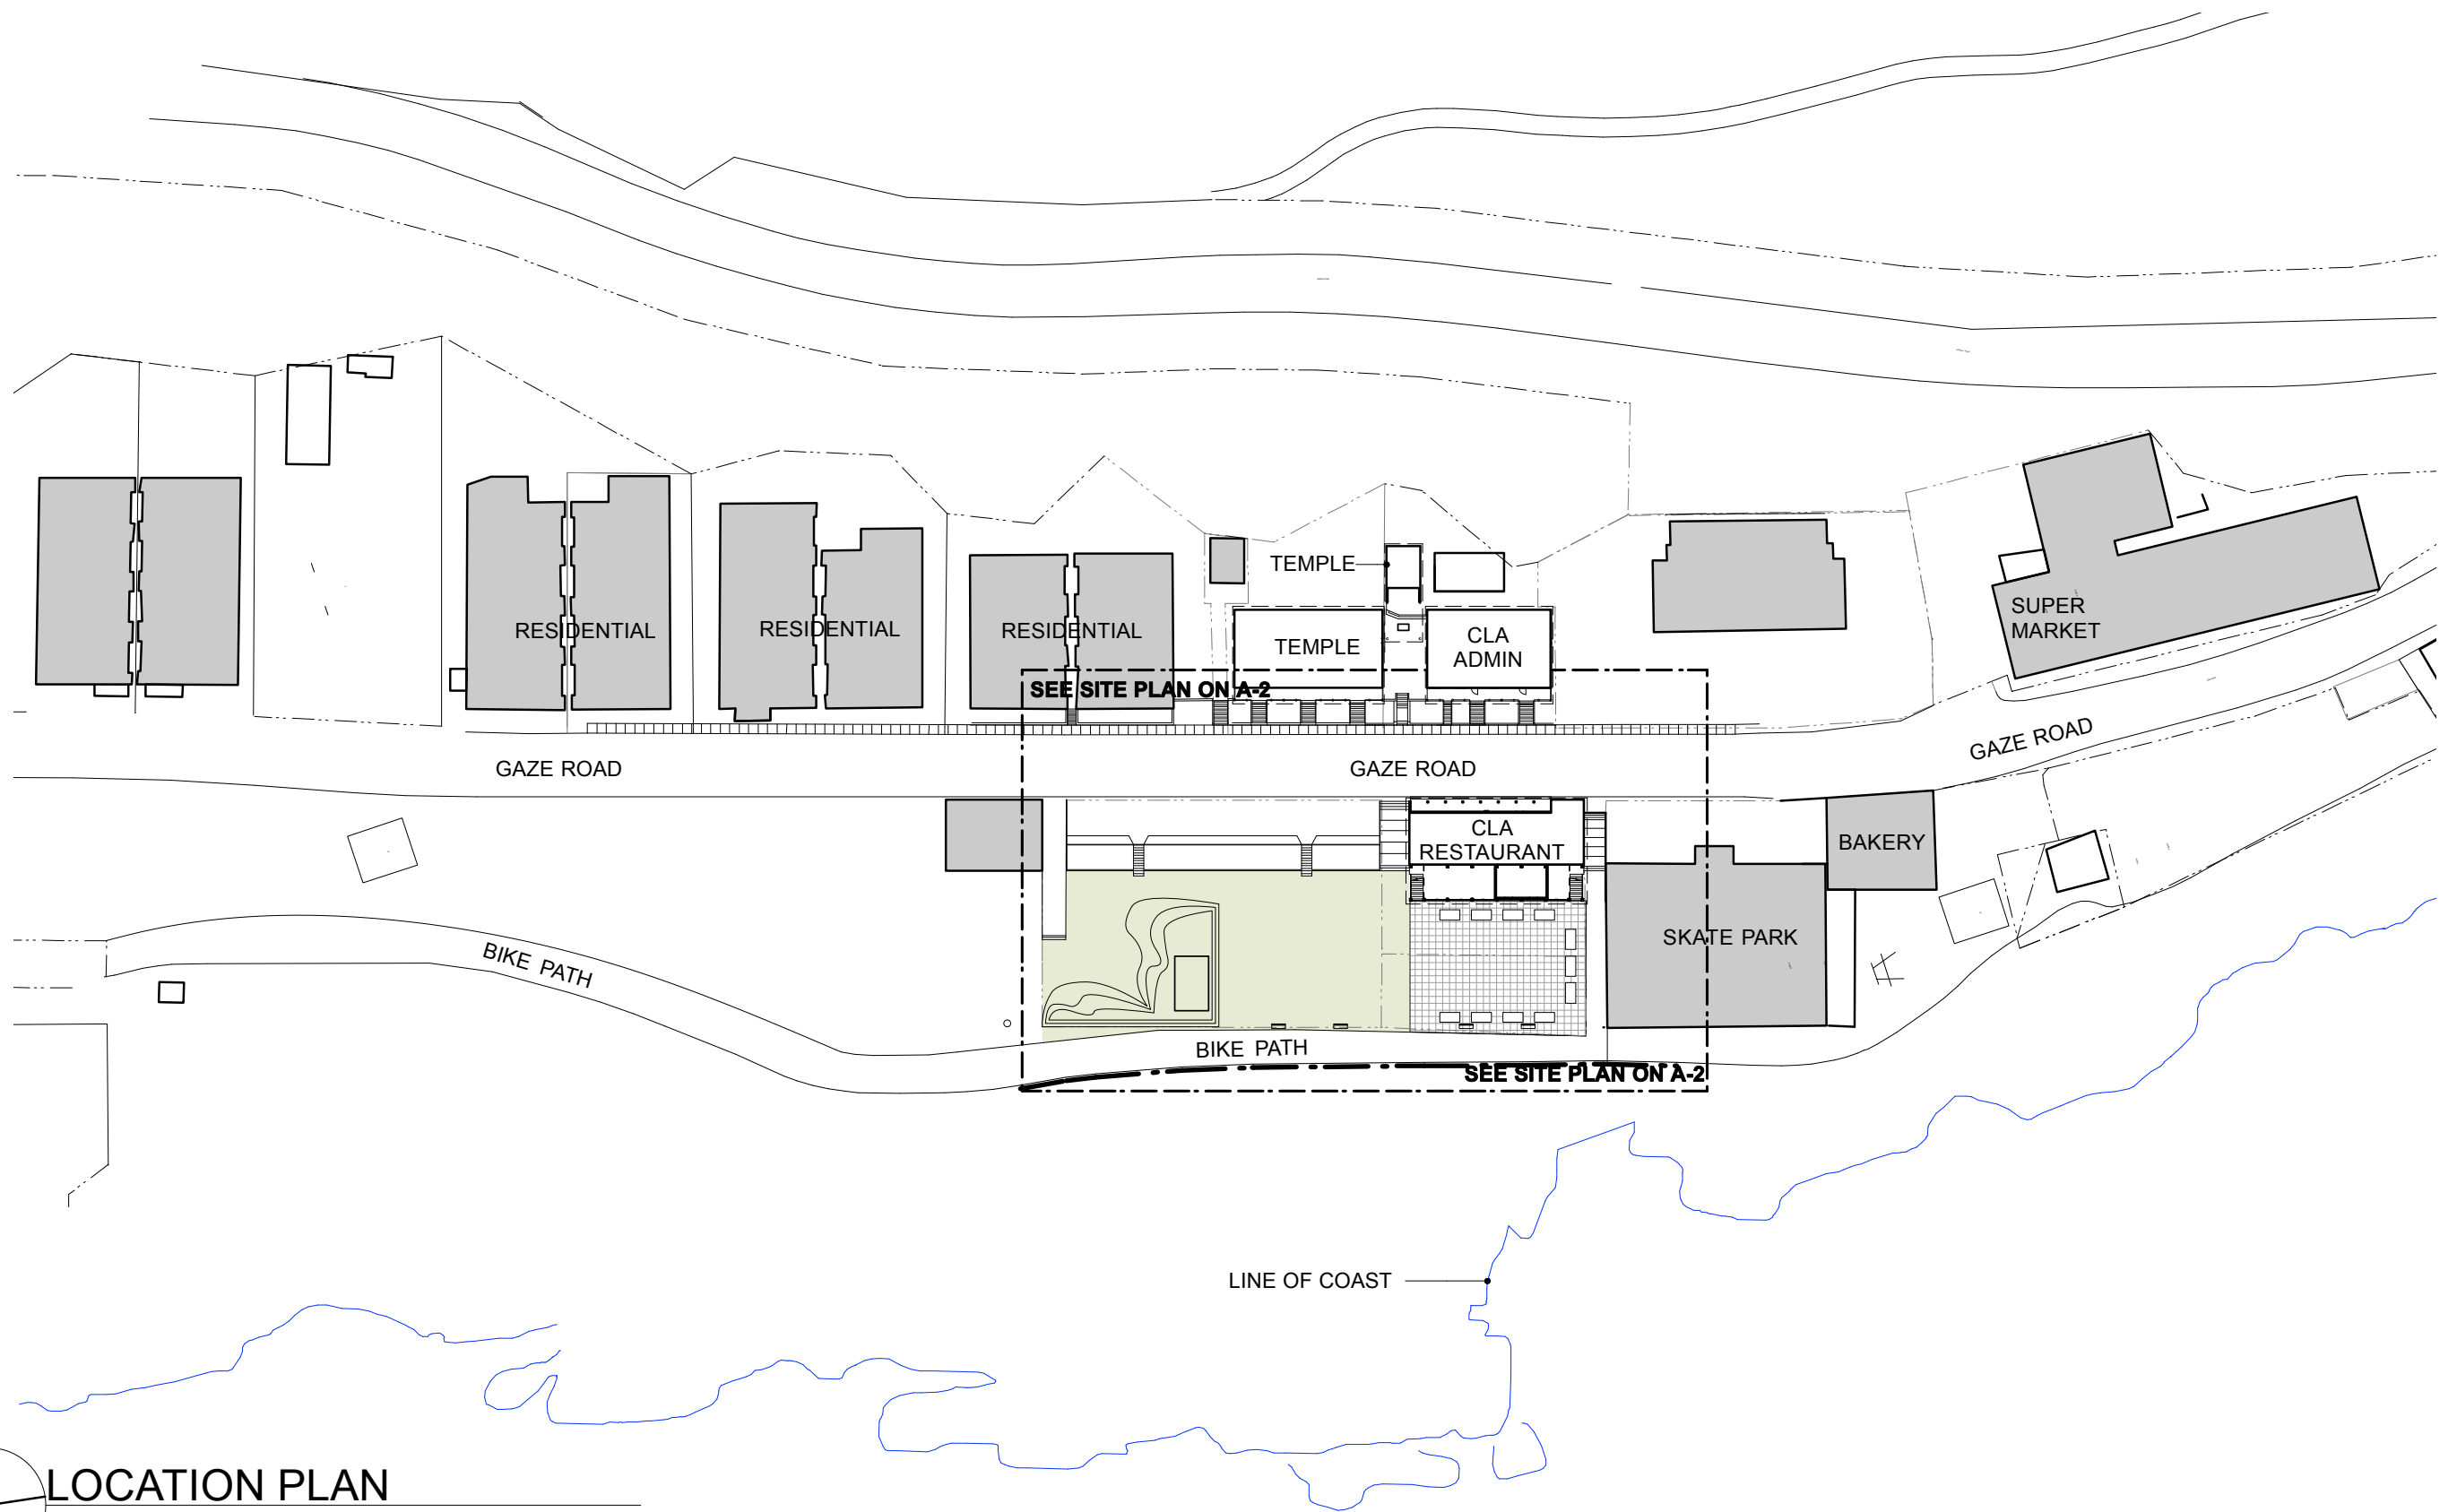 TEMPLE
RESIDENTIAL
RESIDENTIAL
RESIDENTIAL
TEMPLE
CLA
ADMIN
SUPER
MARKET
SEE SITE PLAN ON A-2
GAZE ROAD
GAZE ROAD
GAZE ROAD
CLA
RESTAURANT
BAKERY
SKATE PARK
BIKE PATH
BIKE PATH
SEE SITE PLAN ON A-2
LINE OF COAST
LOCATION PLAN